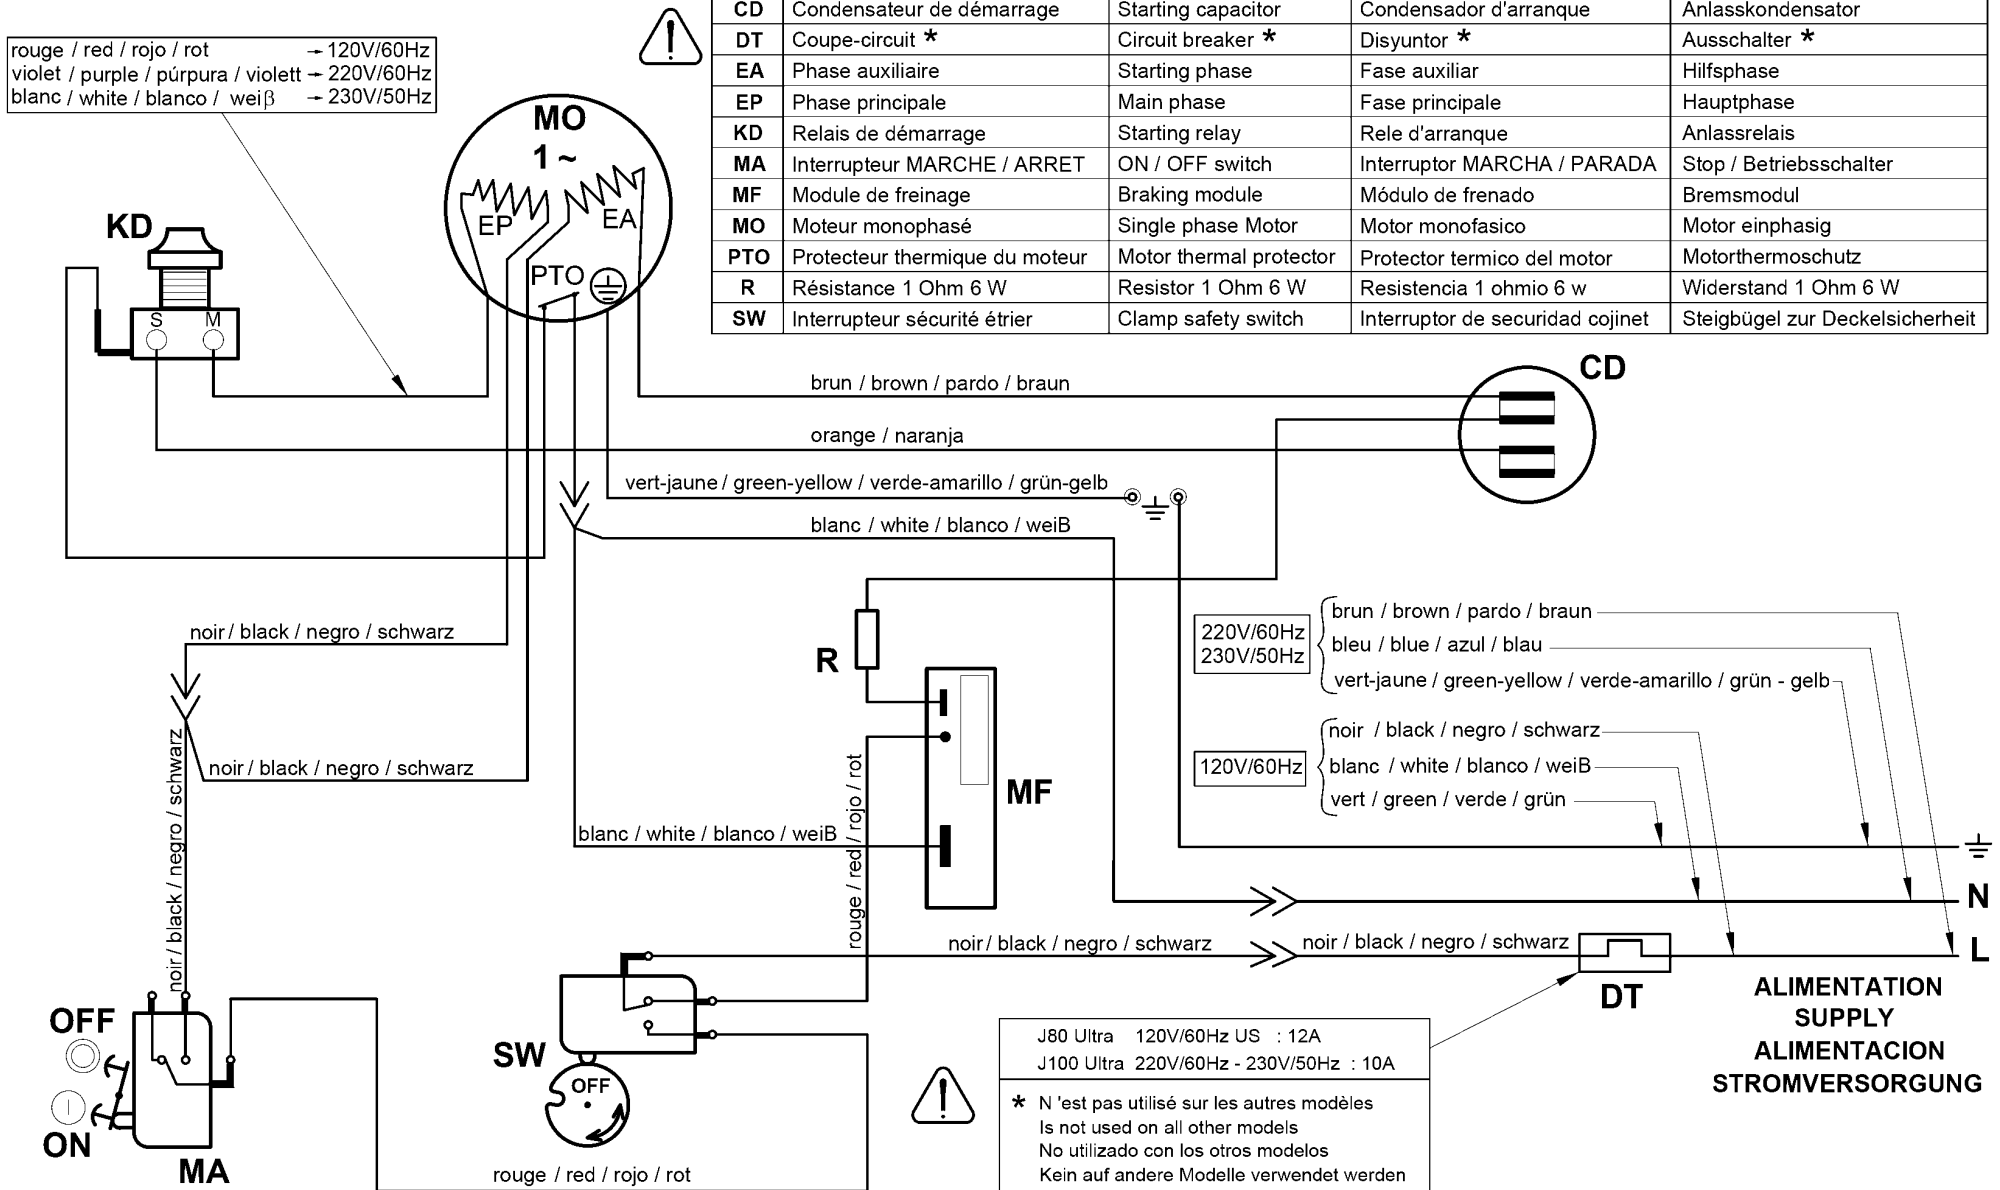 CD Condensateur de démarrage Starting capacitor Condensador d'arranque Anlasskondensator
DT Coupe-circuit * Circuit breaker * Disyuntor * Ausschalter *
EA Phase auxiliaire Starting phase Fase auxiliar Hilfsphase
EP Phase principale Main phase Fase principale Hauptphase
KD Relais de démarrage Starting relay Rele d'arranque Anlassrelais
MA Interrupteur MARCHE / ARRET ON / OFF switch Interruptor MARCHA / PARADA Stop / Betriebsschalter
MF Module de freinage Braking module Módulo de frenado Bremsmodul
MO Moteur monophasé Single phase Motor Motor monofasico Motor einphasig
PTO Protecteur thermique du moteur Motor thermal protector Protector termico del motor Motorthermoschutz
R Résistance 1 Ohm 6 W Resistor 1 Ohm 6 W Resistencia 1 ohmio 6 w Widerstand 1 Ohm 6 W
SW Interrupteur sécurité étrier Clamp safety switch Interruptor de securidad cojinet Steigbügel zur Deckelsicherheit
rouge / red / rojo / rot → 120V/60Hz
violet / purple / púrpura / violett → 220V/60Hz
blanc / white / blanco / weiβ → 230V/50Hz
!
MO
1 ~
EP
EA
PTO
KD
S M
CD
brun / brown / pardo / braun
orange / naranja
vert-jaune / green-yellow / verde-amarillo / grün-gelb
blanc / white / blanco / weiB
noir / black / negro / schwarz
noir / black / negro / schwarz
noir / black / negro / schwarz
R
MF
rouge / red / rojo / rot
blanc / white / blanco / weiB
220V/60Hz
230V/50Hz
brun / brown / pardo / braun
bleu / blue / azul / blau
vert-jaune / green-yellow / verde-amarillo / grün - gelb
120V/60Hz
noir / black / negro / schwarz
blanc / white / blanco / weiB
vert / green / verde / grün
N
L
noir / black / negro / schwarz
noir / black / negro / schwarz
DT
ALIMENTATION
SUPPLY
ALIMENTACION
STROMVERSORGUNG
OFF
ON
MA
SW
OFF
rouge / red / rojo / rot
!
J80 Ultra 120V/60Hz US : 12A
J100 Ultra 220V/60Hz - 230V/50Hz : 10A
* N 'est pas utilisé sur les autres modèles
Is not used on all other models
No utilizado con los otros modelos
Kein auf andere Modelle verwendet werden